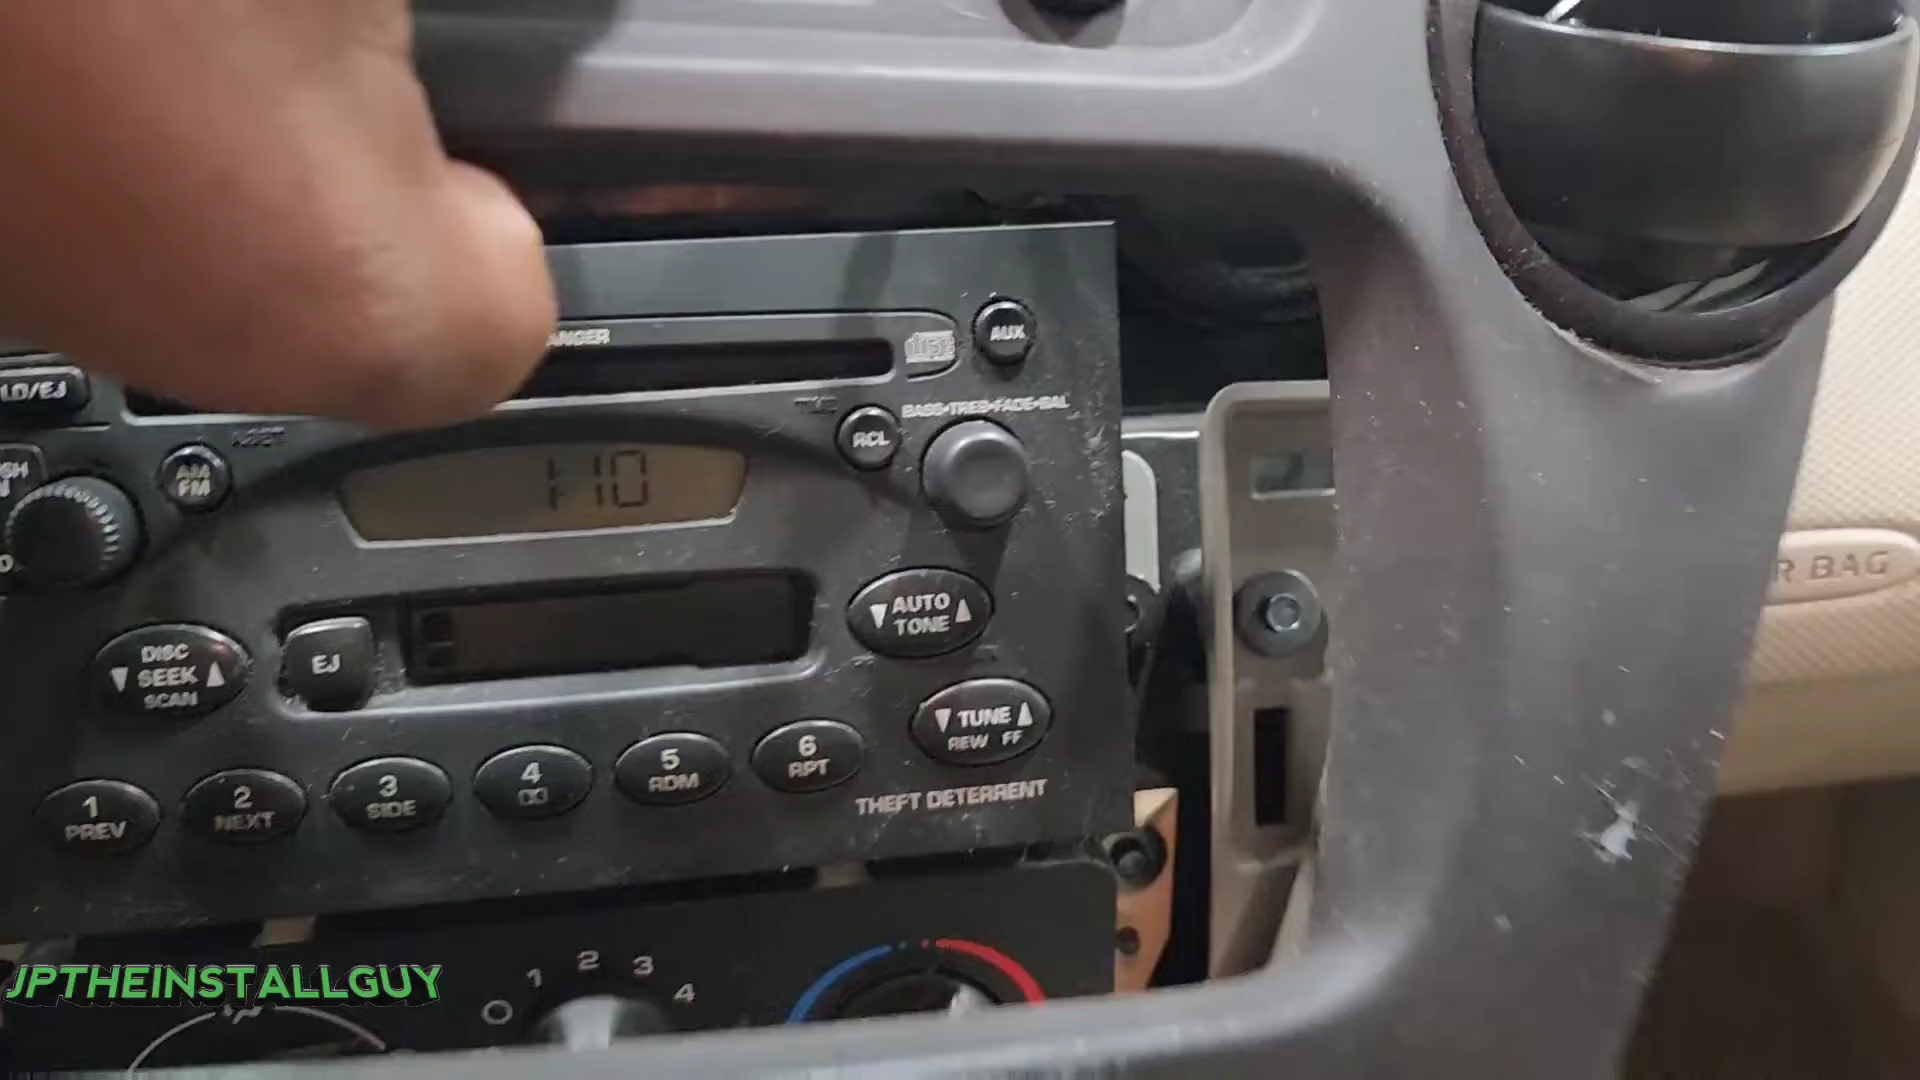 AUX
LD/EJ
BASS•TREB•FADE•BAL
RCL
AM
FM
DISC
SEEK
SCAN
EJ
AUTO
TONE
TUNE
REW FF
1
PREV
2
NEXT
3
SIDE
4
5
RDM
6
RPT
THEFT DETERRENT
BAG
JPTHEINSTALLGUY
0
1
2
3
4